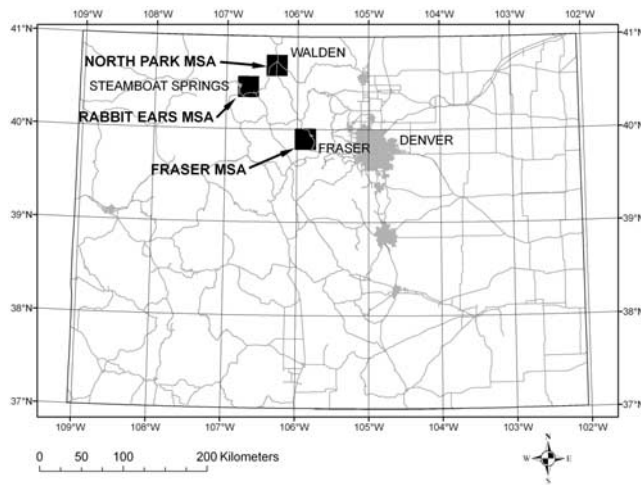 109°W 108°W 107°W 106°W 105°W 104°W 103°W 102°W
41°N 41°N
NORTH PARK MSA WALDEN
STEAMBOAT SPRINGS
RABBIT EARS MSA
40°N 40°N
FRASER DENVER
FRASER MSA
39°N 39°N
38°N 38°N
37°N 37°N
109°W 108°W 107°W 106°W 105°W 104°W 103°W 102°W
0 50 100 200 Kilometers
N
W E
S